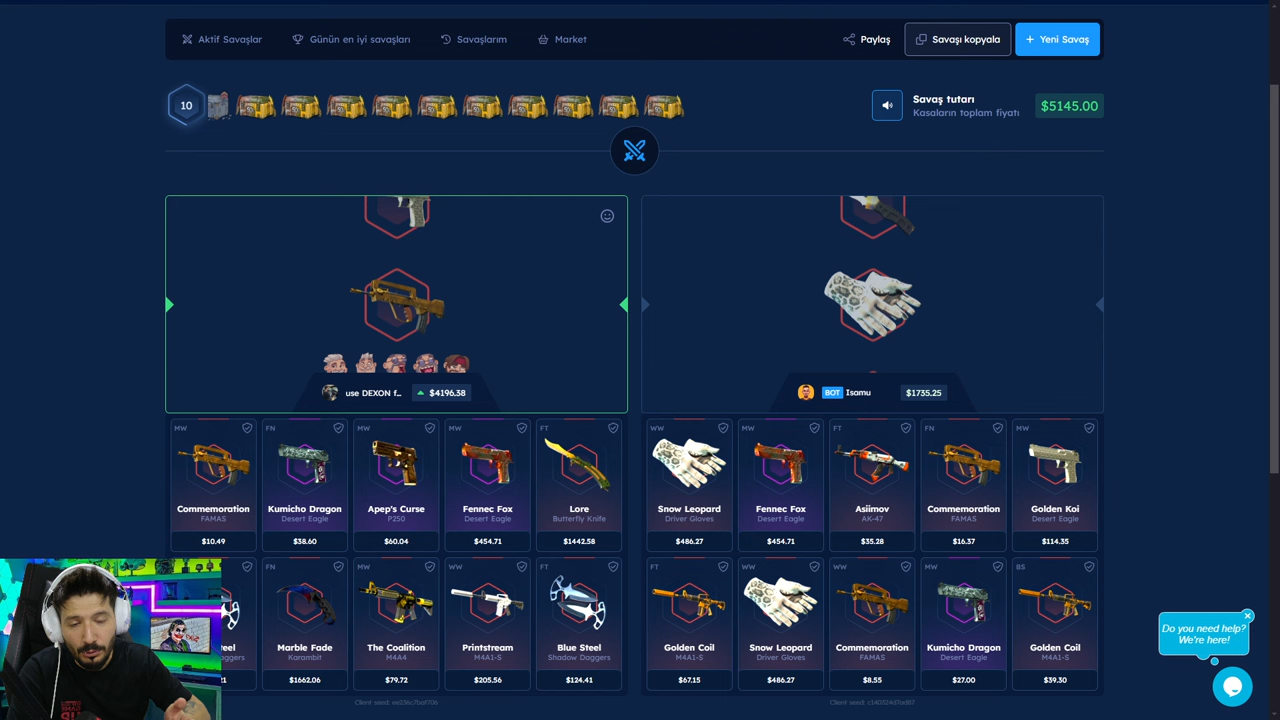 Aktif Savaşlar
Günün en iyi savaşları
Savaşlarım
Market
Paylaş
Savaşı kopyala
+ Yeni Savaş
10
Savaş tutarı
Kasaların toplam fiyatı
$5145.00
use DEXON f...
$4196.38
BOT Isamu
$1735.25
MW
Commemoration
FAMAS
$10.49
FN
Kumicho Dragon
Desert Eagle
$38.60
MW
Apep's Curse
P250
$60.04
MW
Fennec Fox
Desert Eagle
$454.71
FT
Lore
Butterfly Knife
$1442.58
WW
Snow Leopard
Driver Gloves
$486.27
MW
Fennec Fox
Desert Eagle
$454.71
FT
Asiimov
AK-47
$35.28
FN
Commemoration
FAMAS
$16.37
MW
Golden Koi
Desert Eagle
$114.35
FN
Marble Fade
Karambit
$1662.06
MW
The Coalition
M4A4
$79.72
WW
Printstream
M4A1-S
$205.56
FT
Blue Steel
Shadow Daggers
$124.41
FT
Golden Coil
M4A1-S
$67.15
WW
Snow Leopard
Driver Gloves
$486.27
WW
Commemoration
FAMAS
$8.55
MW
Kumicho Dragon
Desert Eagle
$27.00
BS
Golden Coil
M4A1-S
$39.30
Do you need help?
We're here!